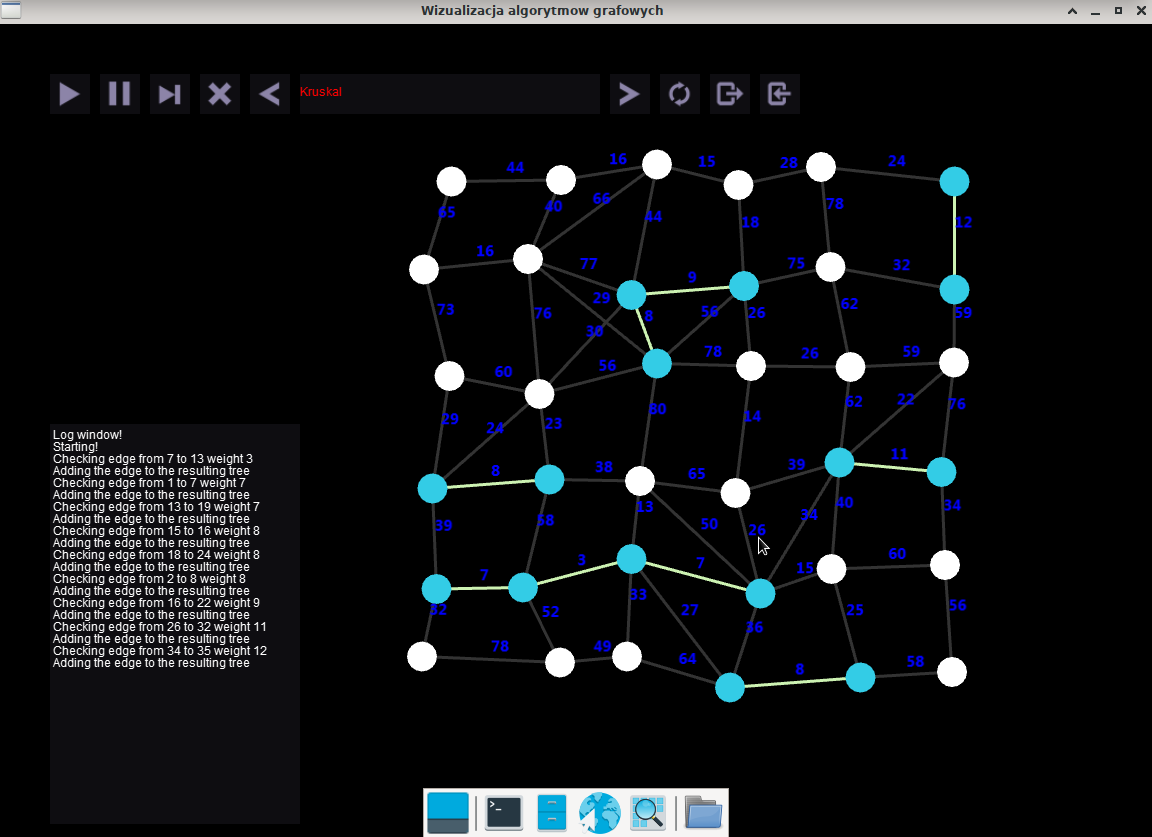 Wizualizacja algorytmow grafowych
Kruskal
44 16 15 28 24
65 40 66 44 18 78 12
16 77 9 75 32
73 76 29 38 8 56 26 62 59
60 56 78 26 59
29 24 23 80 14 62 22 76
8 38 65 39 11
39 58 13 50 26 34 40 34
7 3 7 15 60
82 52 33 27 36 25 56
78 49 64 8 58
Log window!
Starting!
Checking edge from 7 to 13 weight 3
Adding the edge to the resulting tree
Checking edge from 1 to 7 weight 7
Adding the edge to the resulting tree
Checking edge from 13 to 19 weight 7
Adding the edge to the resulting tree
Checking edge from 15 to 16 weight 8
Adding the edge to the resulting tree
Checking edge from 18 to 24 weight 8
Adding the edge to the resulting tree
Checking edge from 2 to 8 weight 8
Adding the edge to the resulting tree
Checking edge from 16 to 22 weight 9
Adding the edge to the resulting tree
Checking edge from 26 to 32 weight 11
Adding the edge to the resulting tree
Checking edge from 34 to 35 weight 12
Adding the edge to the resulting tree